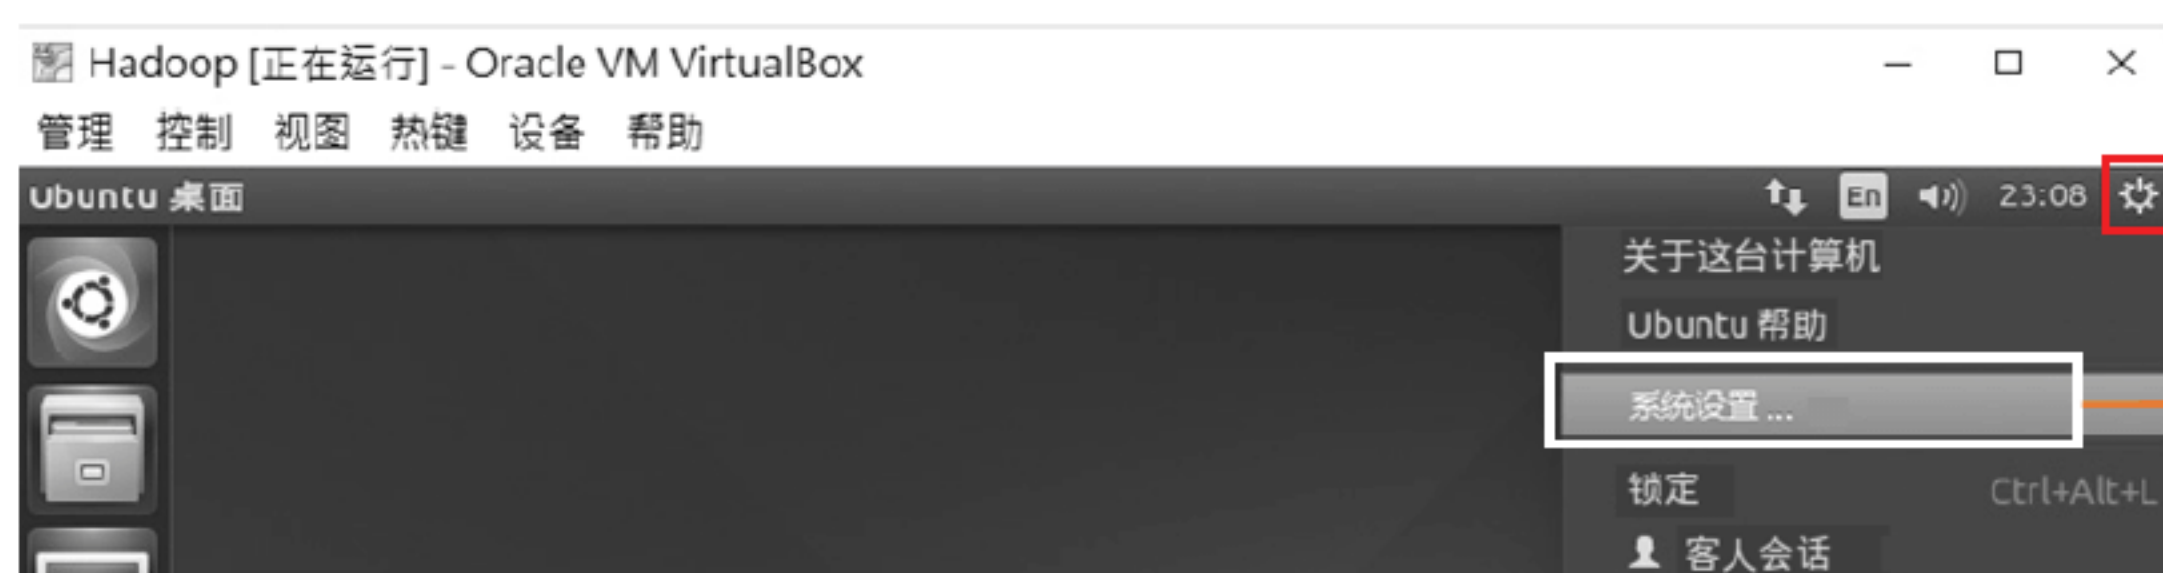 Hadoop [正在运行] - Oracle VM VirtualBox
管理 控制 视图 热键 设备 帮助
Ubuntu 桌面 En 23:08
关于这台计算机
Ubuntu 帮助
系统设置...
锁定 Ctrl+Alt+L
客人会话